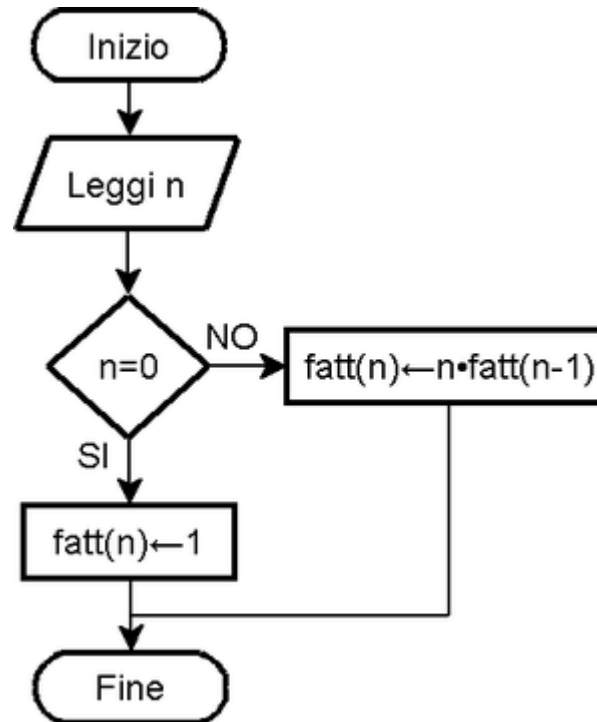 Inizio
Leggi n
n=0
NO
fatt(n)←n•fatt(n-1)
SI
fatt(n)←1
Fine